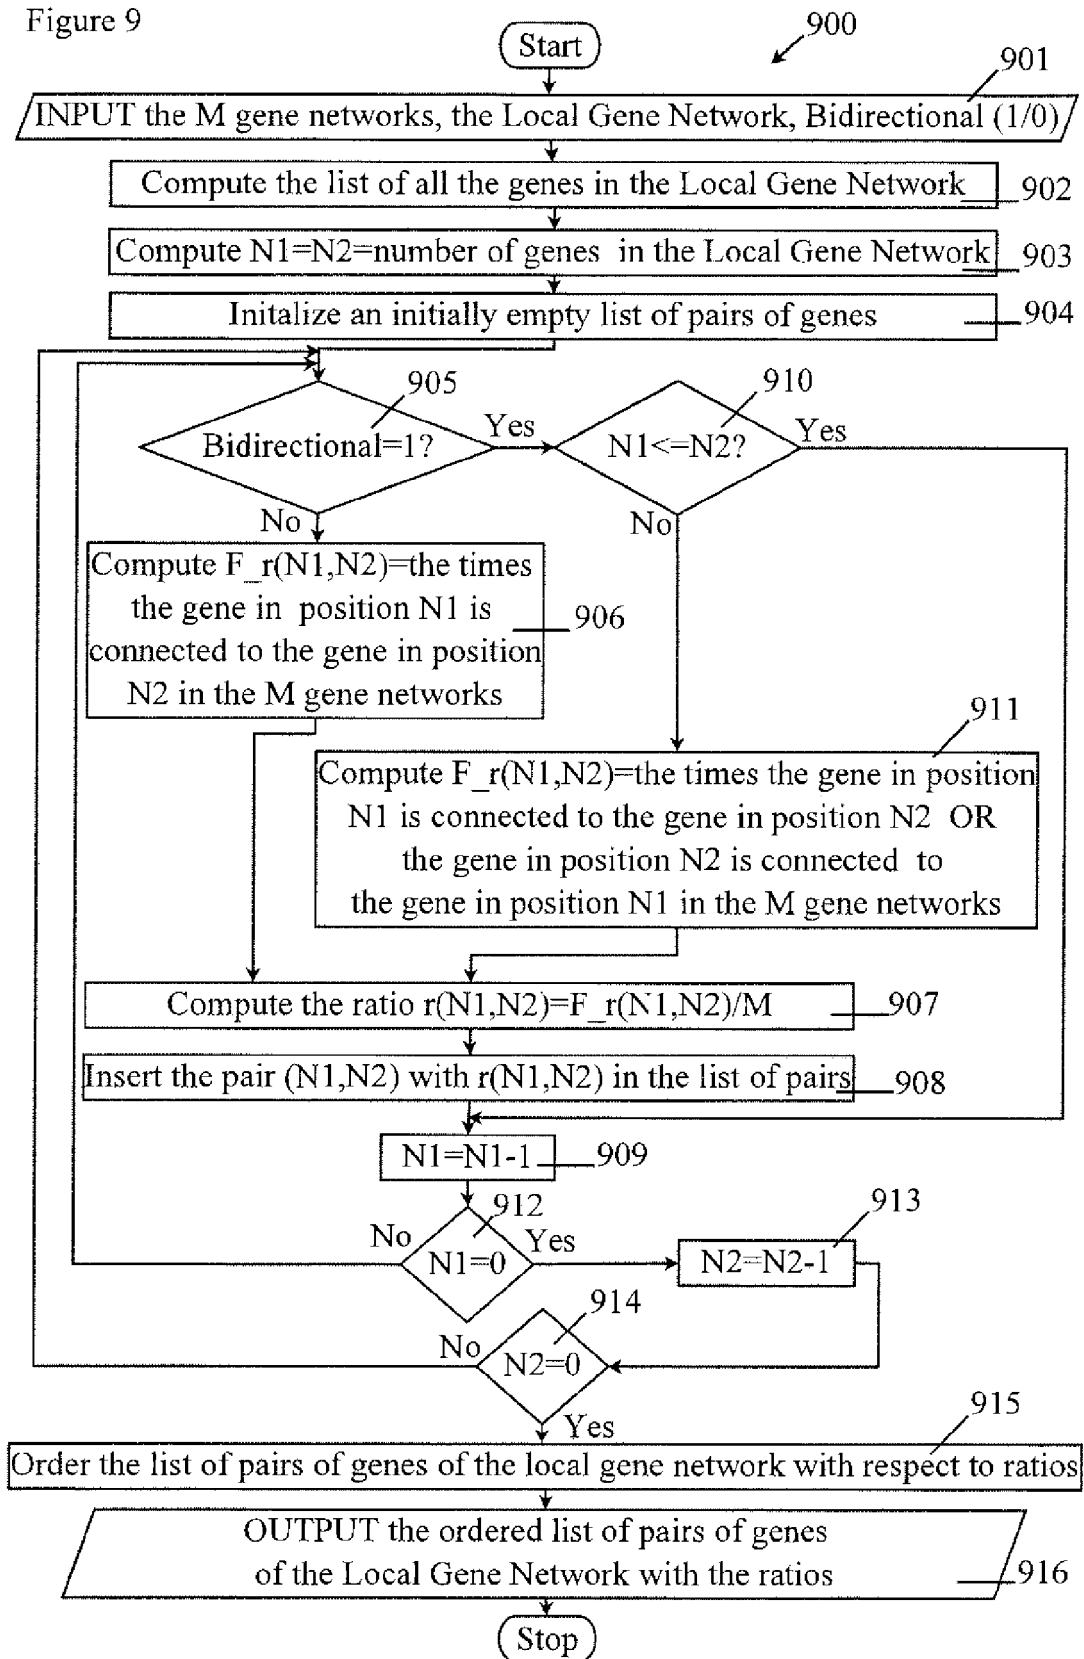 Figure 9
900
Start
901
INPUT the M gene networks, the Local Gene Network, Bidirectional (1/0)
Compute the list of all the genes in the Local Gene Network
902
Compute N1=N2=number of genes in the Local Gene Network
903
Initalize an initially empty list of pairs of genes
904
905
910
Bidirectional=1?
Yes
N1<=N2?
Yes
No
No
Compute F_r(N1,N2)=the times
the gene in position N1 is
connected to the gene in position
N2 in the M gene networks
906
911
Compute F_r(N1,N2)=the times the gene in position
N1 is connected to the gene in position N2 OR
the gene in position N2 is connected to
the gene in position N1 in the M gene networks
Compute the ratio r(N1,N2)=F_r(N1,N2)/M
907
Insert the pair (N1,N2) with r(N1,N2) in the list of pairs
908
N1=N1-1
909
912
913
No
N1=0
Yes
N2=N2-1
914
No
N2=0
Yes
915
Order the list of pairs of genes of the local gene network with respect to ratios
OUTPUT the ordered list of pairs of genes
of the Local Gene Network with the ratios
916
Stop